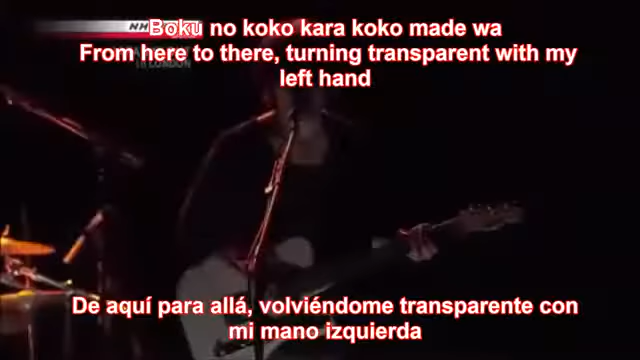 NH
Boku no koko kara koko made wa
From here to there, turning transparent with my
left hand
De aquí para allá, volviéndome transparente con
mi mano izquierda